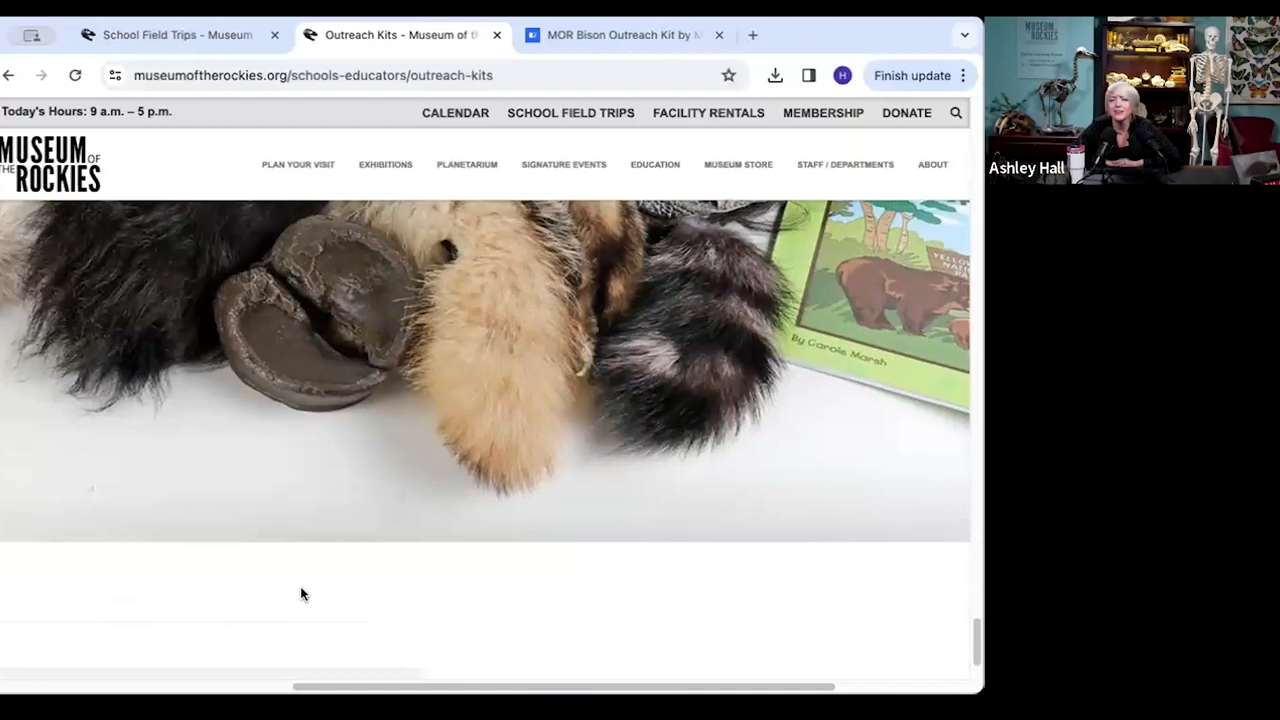 School Field Trips - Museum
Outreach Kits - Museum of t
MOR Bison Outreach Kit by M
museumoftherockies.org/schools-educators/outreach-kits
H
Finish update
Today's Hours: 9 a.m. – 5 p.m.
CALENDAR SCHOOL FIELD TRIPS FACILITY RENTALS MEMBERSHIP DONATE
MUSEUM OF
THE ROCKIES
PLAN YOUR VISIT EXHIBITIONS PLANETARIUM SIGNATURE EVENTS EDUCATION MUSEUM STORE STAFF / DEPARTMENTS ABOUT
By Carole Marsh
MUSEUM
ROCKIES
Ashley Hall